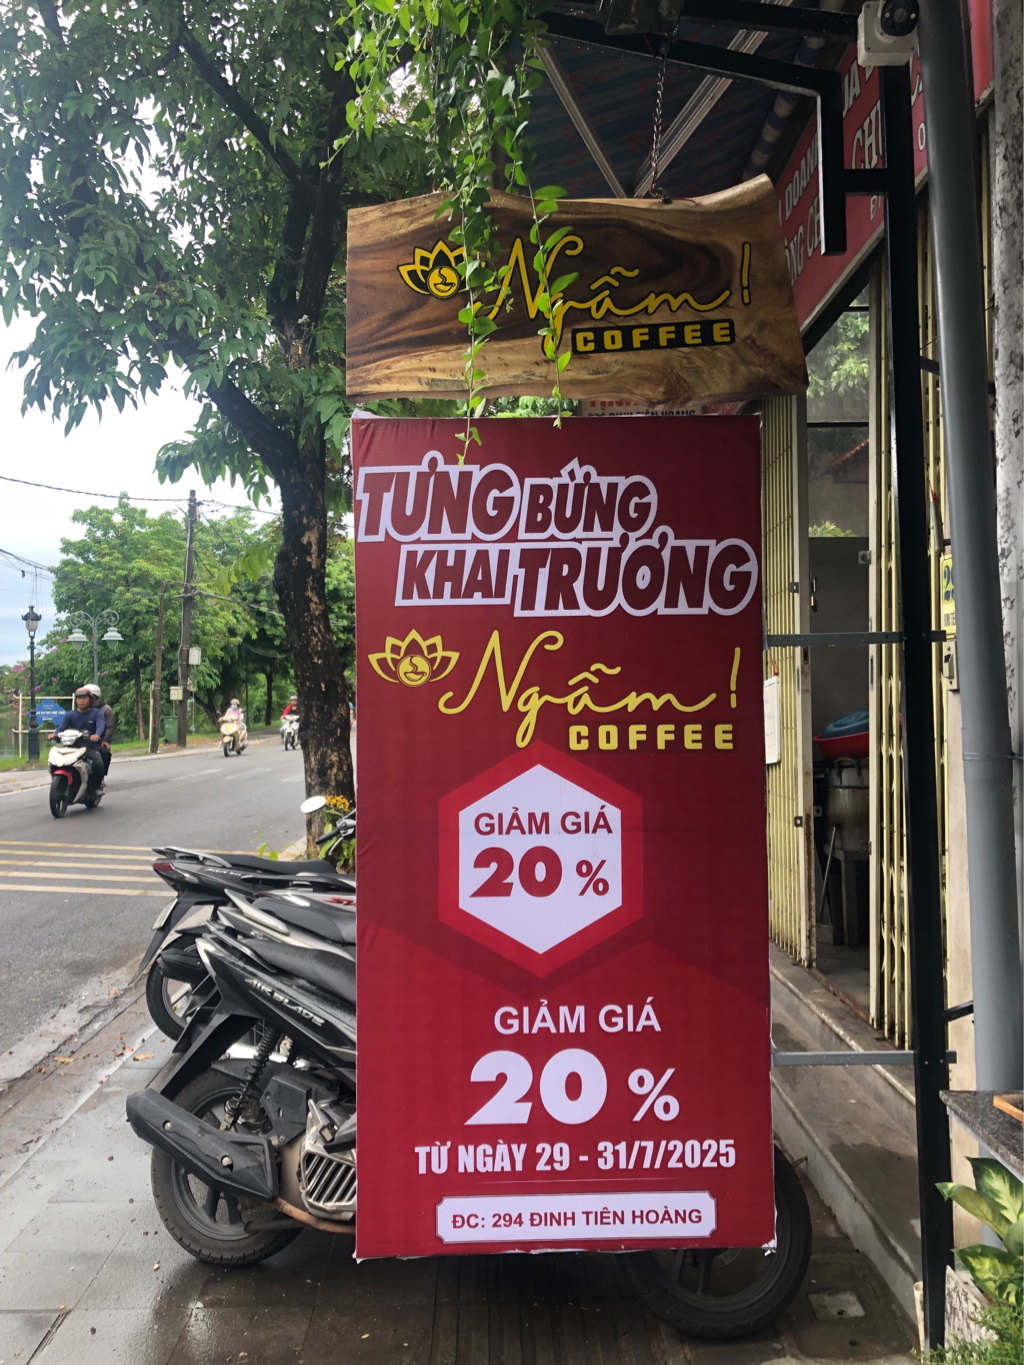 Ngẫm!
COFFEE
TƯNG BỪNG
KHAI TRƯƠNG
Ngẫm!
COFFEE
GIẢM GIÁ
20 %
GIẢM GIÁ
20 %
TỪ NGÀY 29 - 31/7/2025
ĐC: 294 ĐINH TIÊN HOÀNG
AIR BLADE